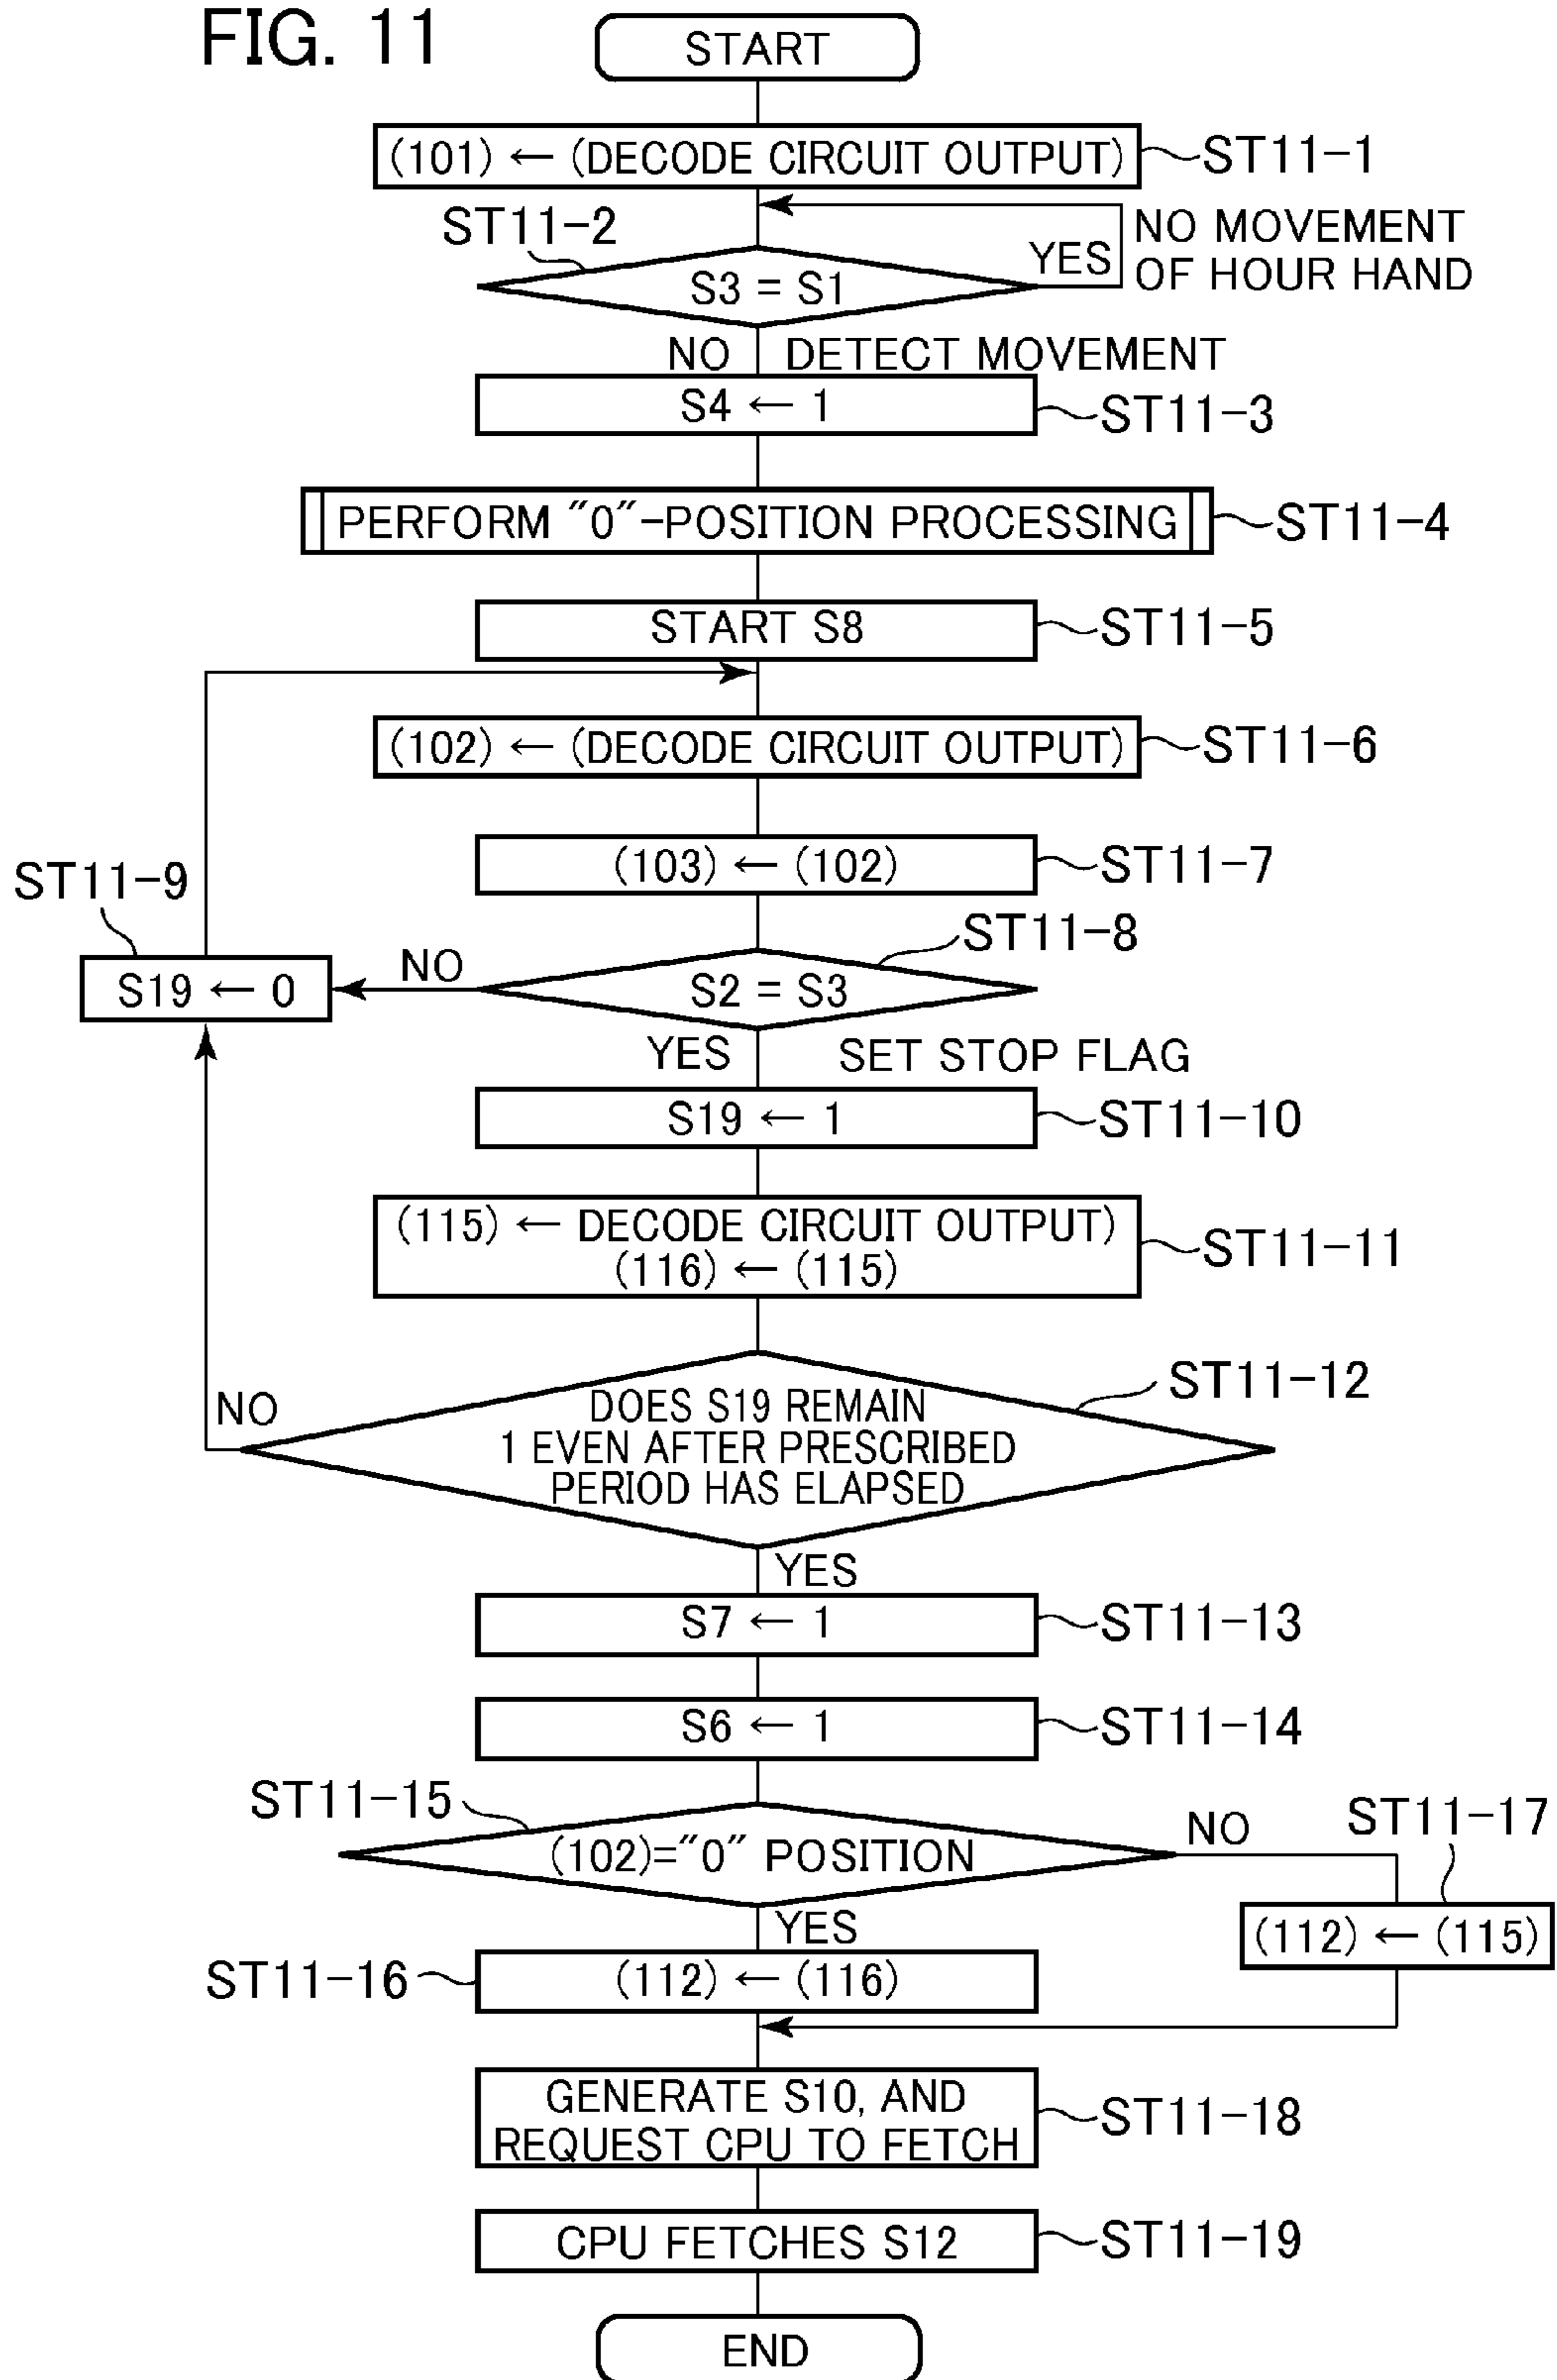 FIG. 11
START
(101) ← (DECODE CIRCUIT OUTPUT)
ST11-1
ST11-2
S3 = S1
YES
NO MOVEMENT
OF HOUR HAND
NO
DETECT MOVEMENT
S4 ← 1
ST11-3
PERFORM "0"-POSITION PROCESSING
ST11-4
START S8
ST11-5
(102) ← (DECODE CIRCUIT OUTPUT)
ST11-6
(103) ← (102)
ST11-7
ST11-8
S2 = S3
NO
ST11-9
S19 ← 0
YES
SET STOP FLAG
S19 ← 1
ST11-10
(115) ← DECODE CIRCUIT OUTPUT)
(116) ← (115)
ST11-11
ST11-12
DOES S19 REMAIN
1 EVEN AFTER PRESCRIBED
PERIOD HAS ELAPSED
NO
YES
S7 ← 1
ST11-13
S6 ← 1
ST11-14
ST11-15
(102)="0" POSITION
NO
ST11-17
(112) ← (115)
YES
ST11-16
(112) ← (116)
GENERATE S10, AND
REQUEST CPU TO FETCH
ST11-18
CPU FETCHES S12
ST11-19
END